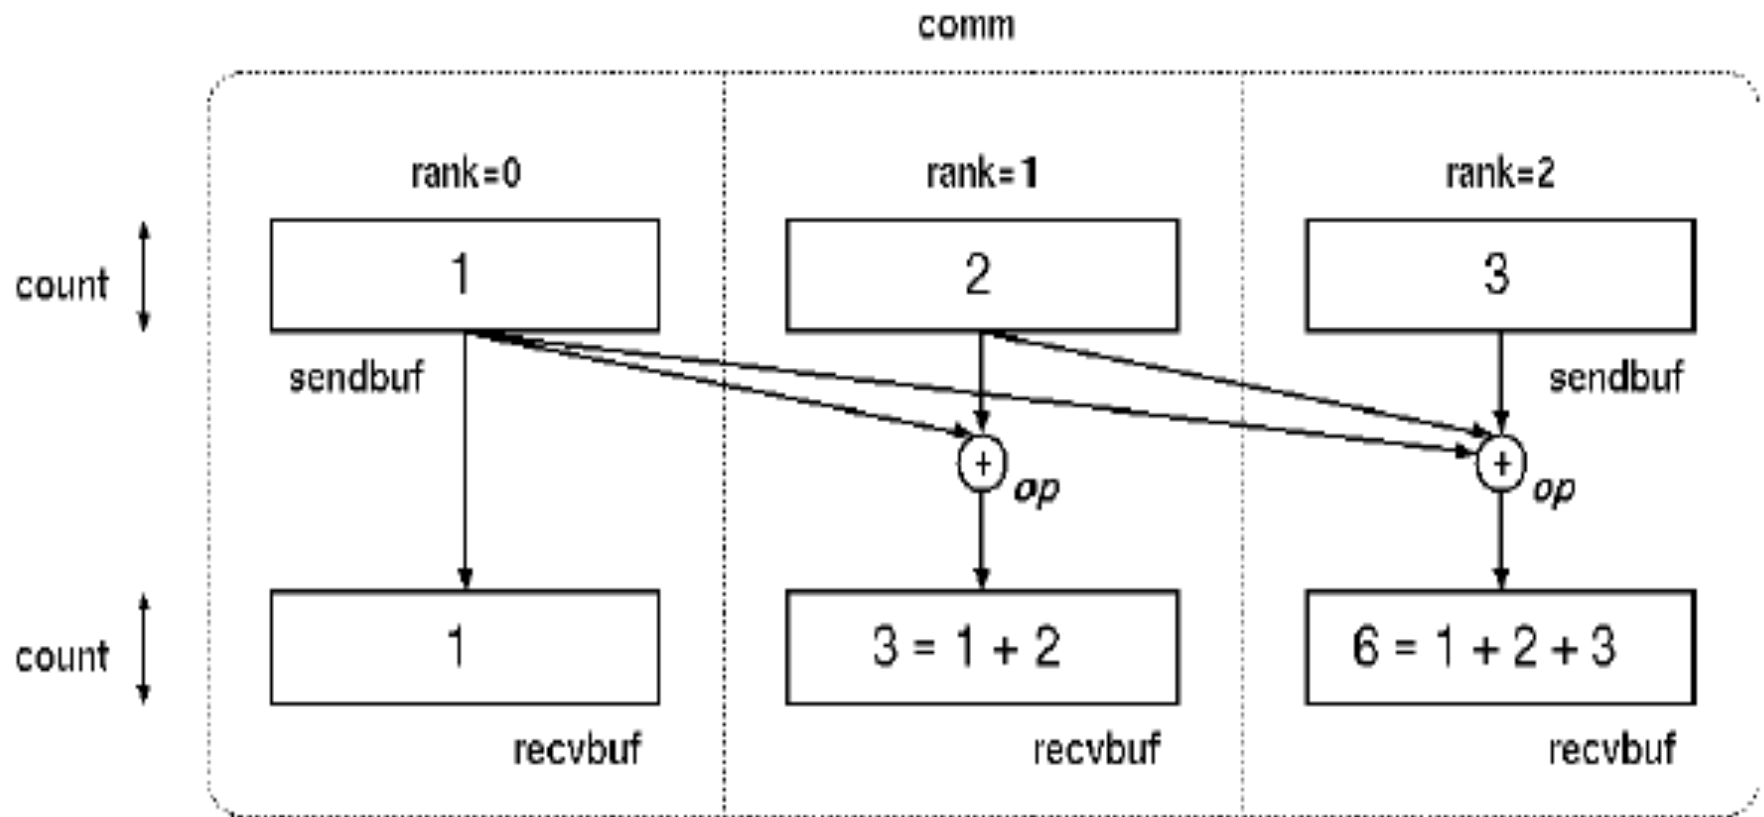 comm
rank=0
rank=1
rank=2
count
1
2
3
sendbuf
sendbuf
+
op
+
op
count
1
3 = 1 + 2
6 = 1 + 2 + 3
recvbuf
recvbuf
recvbuf